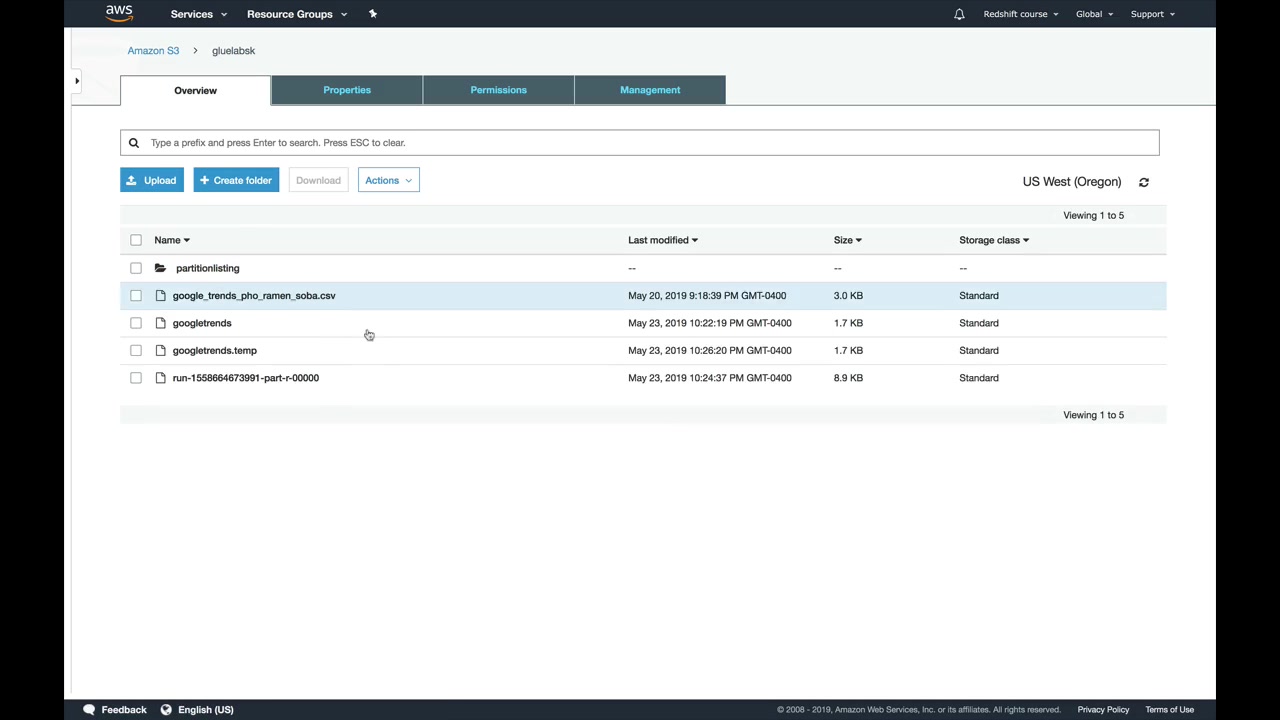 aws Services Resource Groups Redshift course Global Support
Amazon S3 > gluelabsk
Overview Properties Permissions Management
Type a prefix and press Enter to search. Press ESC to clear.
Upload + Create folder Download Actions US West (Oregon)
Viewing 1 to 5
Name Last modified Size Storage class
partitionlisting -- -- --
google_trends_pho_ramen_soba.csv May 20, 2019 9:18:39 PM GMT-0400 3.0 KB Standard
googletrends May 23, 2019 10:22:19 PM GMT-0400 1.7 KB Standard
googletrends.temp May 23, 2019 10:26:20 PM GMT-0400 1.7 KB Standard
run-1558664673991-part-r-00000 May 23, 2019 10:24:37 PM GMT-0400 8.9 KB Standard
Viewing 1 to 5
Feedback English (US) © 2008 - 2019, Amazon Web Services, Inc. or its affiliates. All rights reserved. Privacy Policy Terms of Use